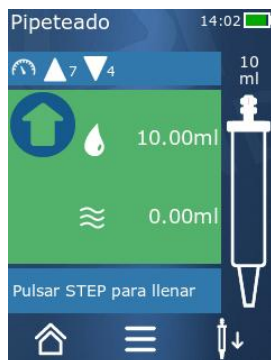 Pipeteado 14:02
7 4
10
ml
10.00ml
0.00ml
Pulsar STEP para llenar